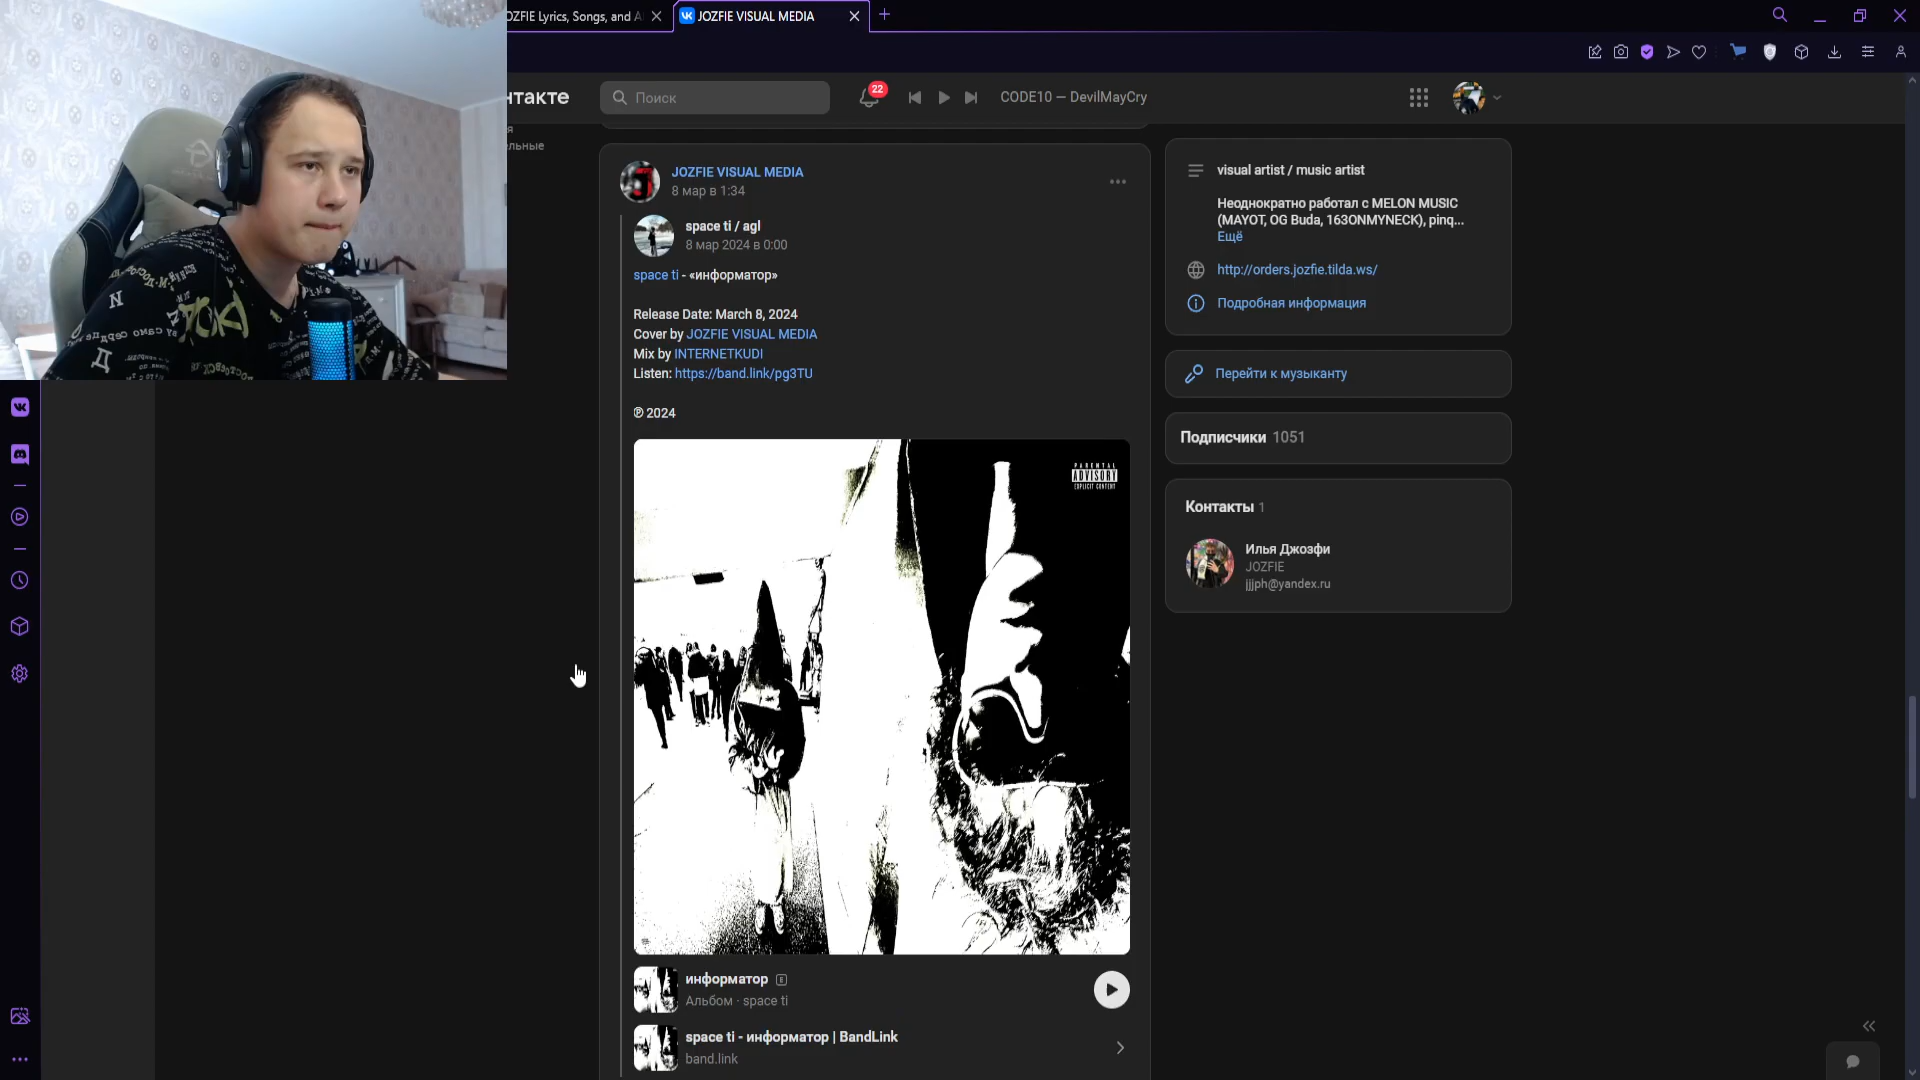 OZFIE Lyrics, Songs, and A
JOZFIE VISUAL MEDIA
нтакте
Поиск
22
CODE10 — DevilMayCry
я
ельные
JOZFIE VISUAL MEDIA
8 мар в 1:34
space ti / agl
8 мар 2024 в 0:00
space ti - «информатор»
Release Date: March 8, 2024
Cover by JOZFIE VISUAL MEDIA
Mix by INTERNETKUDI
Listen: https://band.link/pg3TU
℗ 2024
PARENTAL
ADVISORY
EXPLICIT CONTENT
информатор E
Альбом · space ti
space ti - информатор | BandLink
band.link
visual artist / music artist
Неоднократно работал с MELON MUSIC
(MAYOT, OG Buda, 163ONMYNECK), pinq...
Ещё
http://orders.jozfie.tilda.ws/
Подробная информация
Перейти к музыканту
Подписчики 1051
Контакты 1
Илья Джозфи
JOZFIE
jjjph@yandex.ru